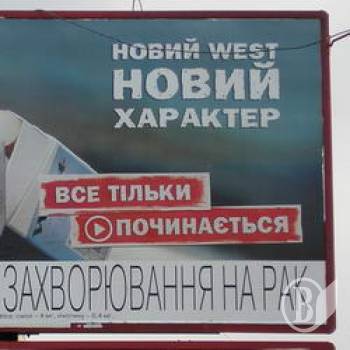 НОВИЙ WEST
НОВИЙ
ХАРАКТЕР
ВСЕ ТІЛЬКИ
ПОЧИНАЄТЬСЯ
ЗАХВОРЮВАННЯ НА РАК